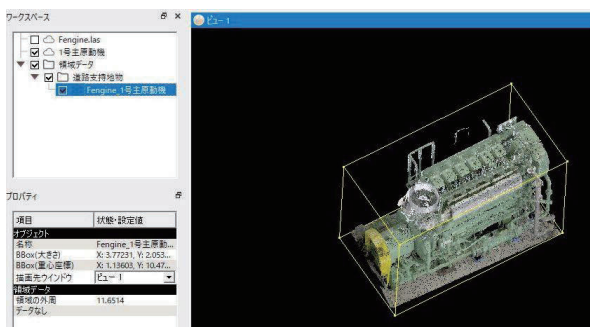 ワークスペース
Fengine.las
1号主原動機
領域データ
道路支持地物
Fengine_1号主原動機
プロパティ
項目 状態・設定値
オブジェクト
名称 Fengine_1号主原動...
BBox(大きさ) X: 3.77231, Y: 2.053...
BBox(重心座標) X: 1.13603, Y: 10.47...
描画先ウインドウ ビュー 1
領域データ
領域の外周 11.6514
データなし
ビュー 1